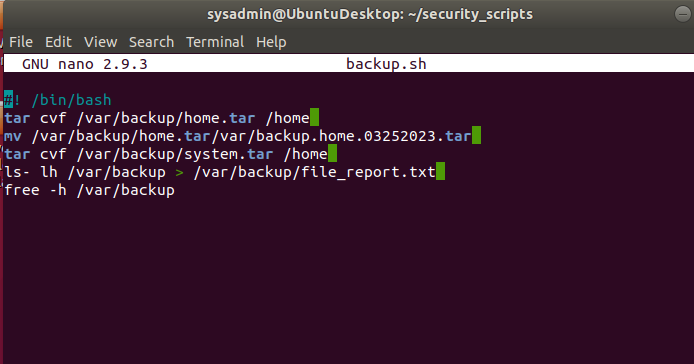 sysadmin@UbuntuDesktop: ~/security_scripts
File Edit View Search Terminal Help
GNU nano 2.9.3 backup.sh
#! /bin/bash
tar cvf /var/backup/home.tar /home
mv /var/backup/home.tar/var/backup.home.03252023.tar
tar cvf /var/backup/system.tar /home
ls- lh /var/backup > /var/backup/file_report.txt
free -h /var/backup